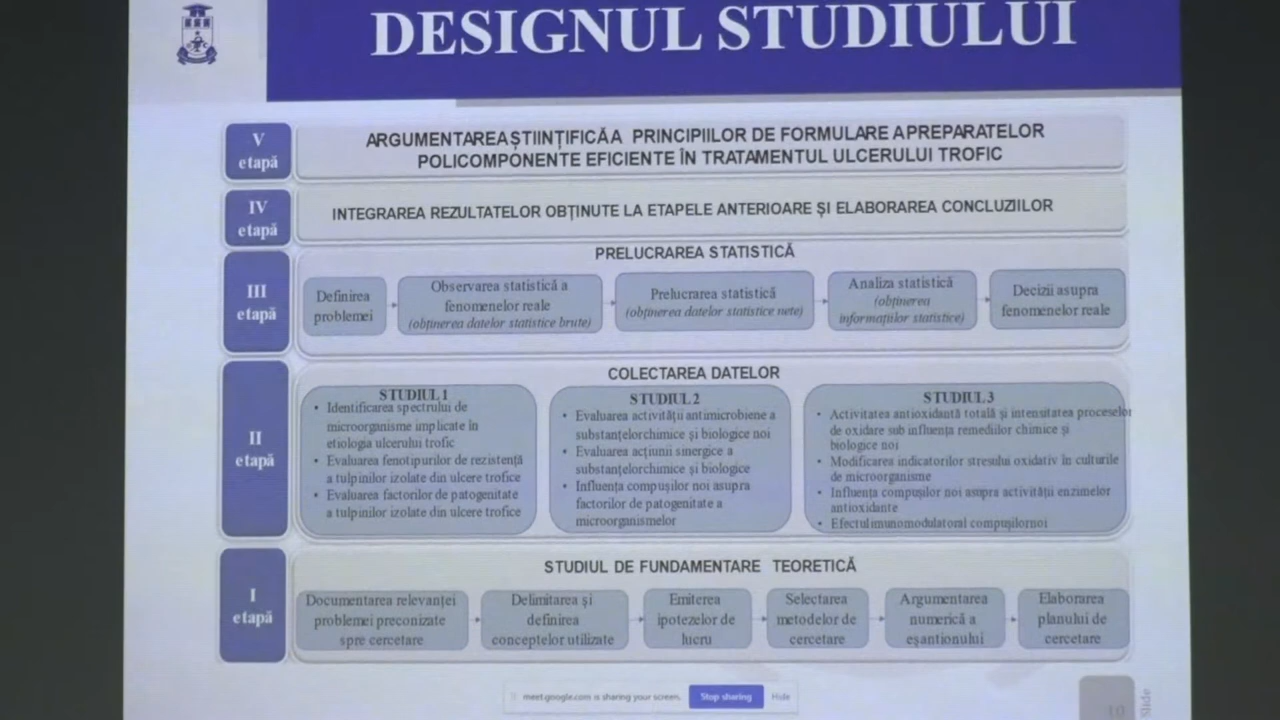 DESIGNUL STUDIULUI
V
etapă
ARGUMENTAREA ȘTIINȚIFICĂ A PRINCIPIILOR DE FORMULARE A PREPARATELOR
POLICOMPONENTE EFICIENTE ÎN TRATAMENTUL ULCERULUI TROFIC
IV
etapă
INTEGRAREA REZULTATELOR OBȚINUTE LA ETAPELE ANTERIOARE ȘI ELABORAREA CONCLUZIILOR
III
etapă
PRELUCRAREA STATISTICĂ
Definirea
problemei
Observarea statistică a
fenomenelor reale
(obținerea datelor statistice brute)
Prelucrarea statistică
(obținerea datelor statistice nete)
Analiza statistică
(obținerea
informațiilor statistice)
Decizii asupra
fenomenelor reale
II
etapă
COLECTAREA DATELOR
STUDIUL 1
• Identificarea spectrului de
microorganisme implicate în
etiologia ulcerului trofic
• Evaluarea fenotipurilor de rezistență
a tulpinilor izolate din ulcere trofice
• Evaluarea factorilor de patogenitate
a tulpinilor izolate din ulcere trofice
STUDIUL 2
• Evaluarea activității antimicrobiene a
substanțelor chimice și biologice noi
• Evaluarea acțiunii sinergice a
substanțelor chimice și biologice
• Influența compușilor noi asupra
factorilor de patogenitate a
microorganismelor
STUDIUL 3
• Activitatea antioxidantă totală și intensitatea proceselor
de oxidare sub influența remediilor chimice și
biologice noi
• Modificarea indicatorilor stresului oxidativ în culturile
de microorganisme
• Influența compușilor noi asupra activității enzimelor
antioxidante
• Efectul imunomodulatoral compușilor noi
I
etapă
STUDIUL DE FUNDAMENTARE TEORETICĂ
Documentarea relevanței
problemei preconizate
spre cercetare
Delimitarea și
definirea
conceptelor utilizate
Emiterea
ipotezelor de
lucru
Selectarea
metodelor de
cercetare
Argumentarea
numerică a
eșantionului
Elaborarea
planului de
cercetare
meet.google.com is sharing your screen. Stop sharing Hide
10
Slide